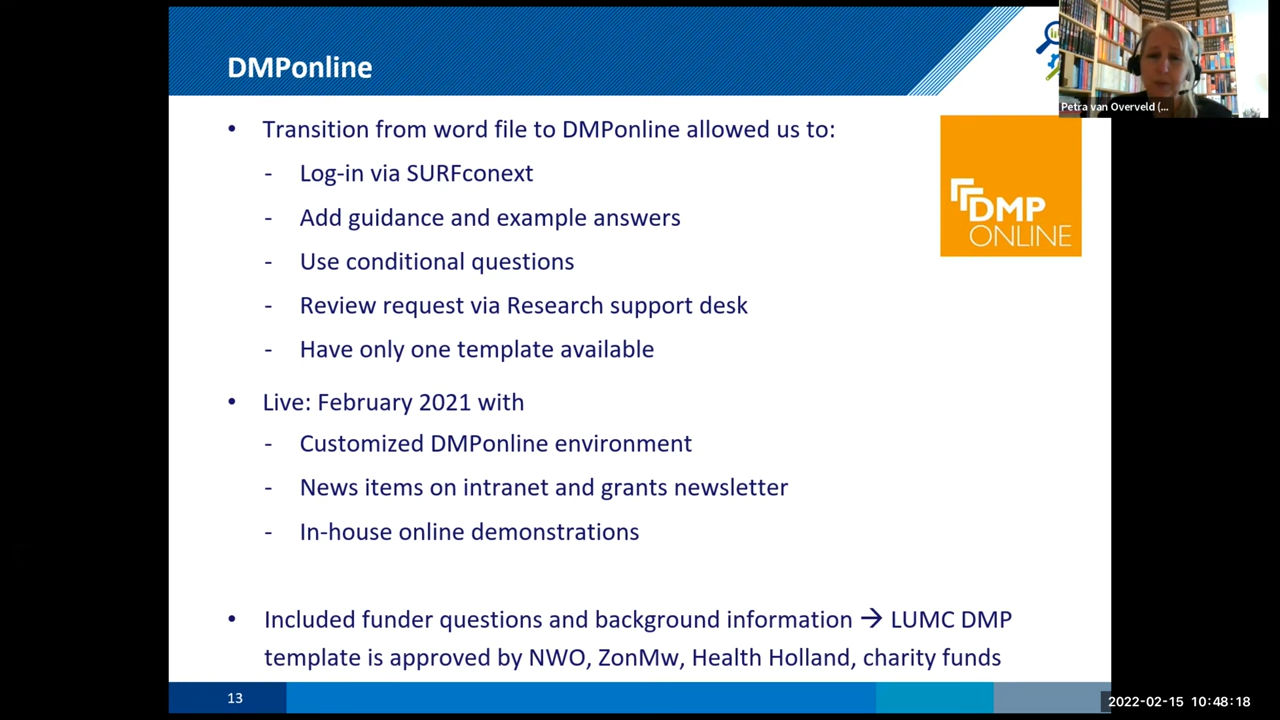 DMPonline
Petra van Overveld (...
• Transition from word file to DMPonline allowed us to:
- Log-in via SURFconext
- Add guidance and example answers
- Use conditional questions
- Review request via Research support desk
- Have only one template available
DMP
ONLINE
• Live: February 2021 with
- Customized DMPonline environment
- News items on intranet and grants newsletter
- In-house online demonstrations
• Included funder questions and background information → LUMC DMP
template is approved by NWO, ZonMw, Health Holland, charity funds
13
2022-02-15 10:48:18